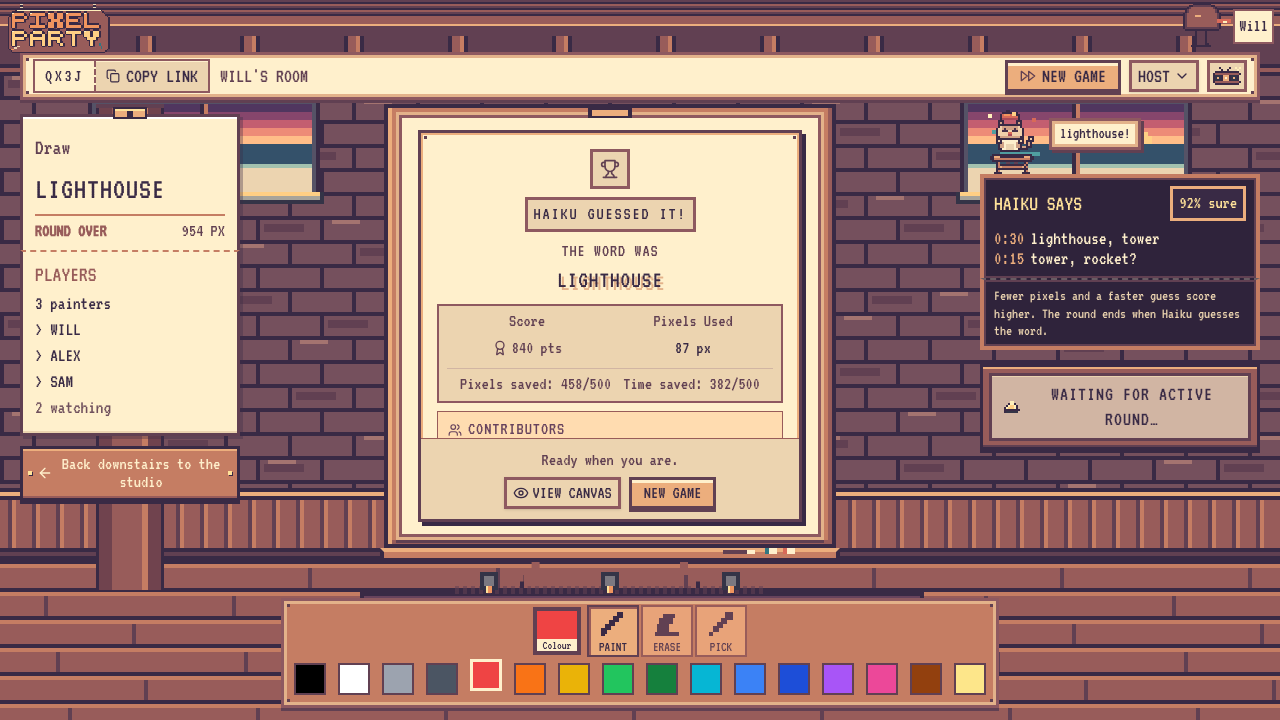 PIXEL
PARTY
Will
QX3J
COPY LINK
WILL'S ROOM
NEW GAME
HOST
Draw
LIGHTHOUSE
ROUND OVER
954 PX
PLAYERS
3 painters
WILL
ALEX
SAM
2 watching
Back downstairs to the
studio
HAIKU GUESSED IT!
THE WORD WAS
LIGHTHOUSE
Score
Pixels Used
840 pts
87 px
Pixels saved: 458/500
Time saved: 382/500
CONTRIBUTORS
Ready when you are.
VIEW CANVAS
NEW GAME
lighthouse!
HAIKU SAYS
92% sure
0:30 lighthouse, tower
0:15 tower, rocket?
Fewer pixels and a faster guess score
higher. The round ends when Haiku guesses
the word.
WAITING FOR ACTIVE
ROUND…
Colour
PAINT
ERASE
PICK